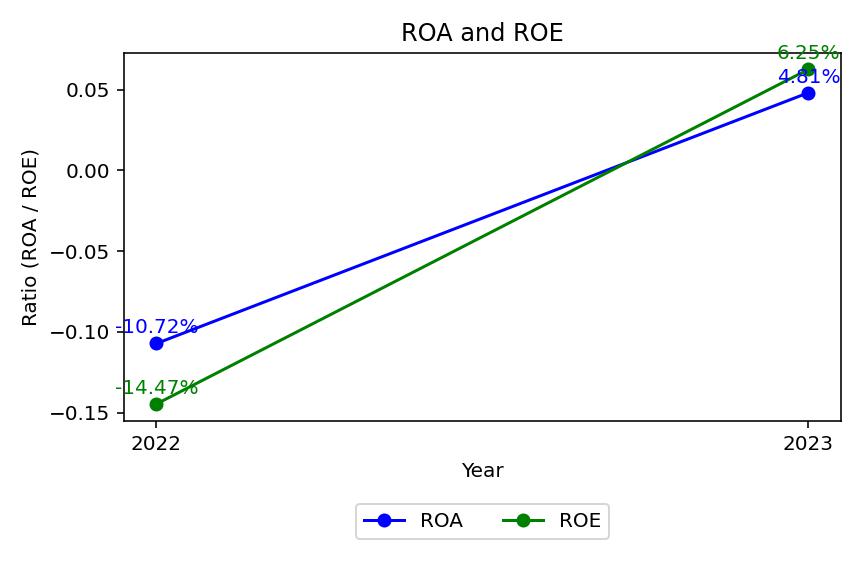 ROA and ROE
6.25%
4.81%
0.05
0.00
−0.05
−0.10
−0.15
Ratio (ROA / ROE)
-10.72%
-14.47%
2022 2023
Year
ROA ROE